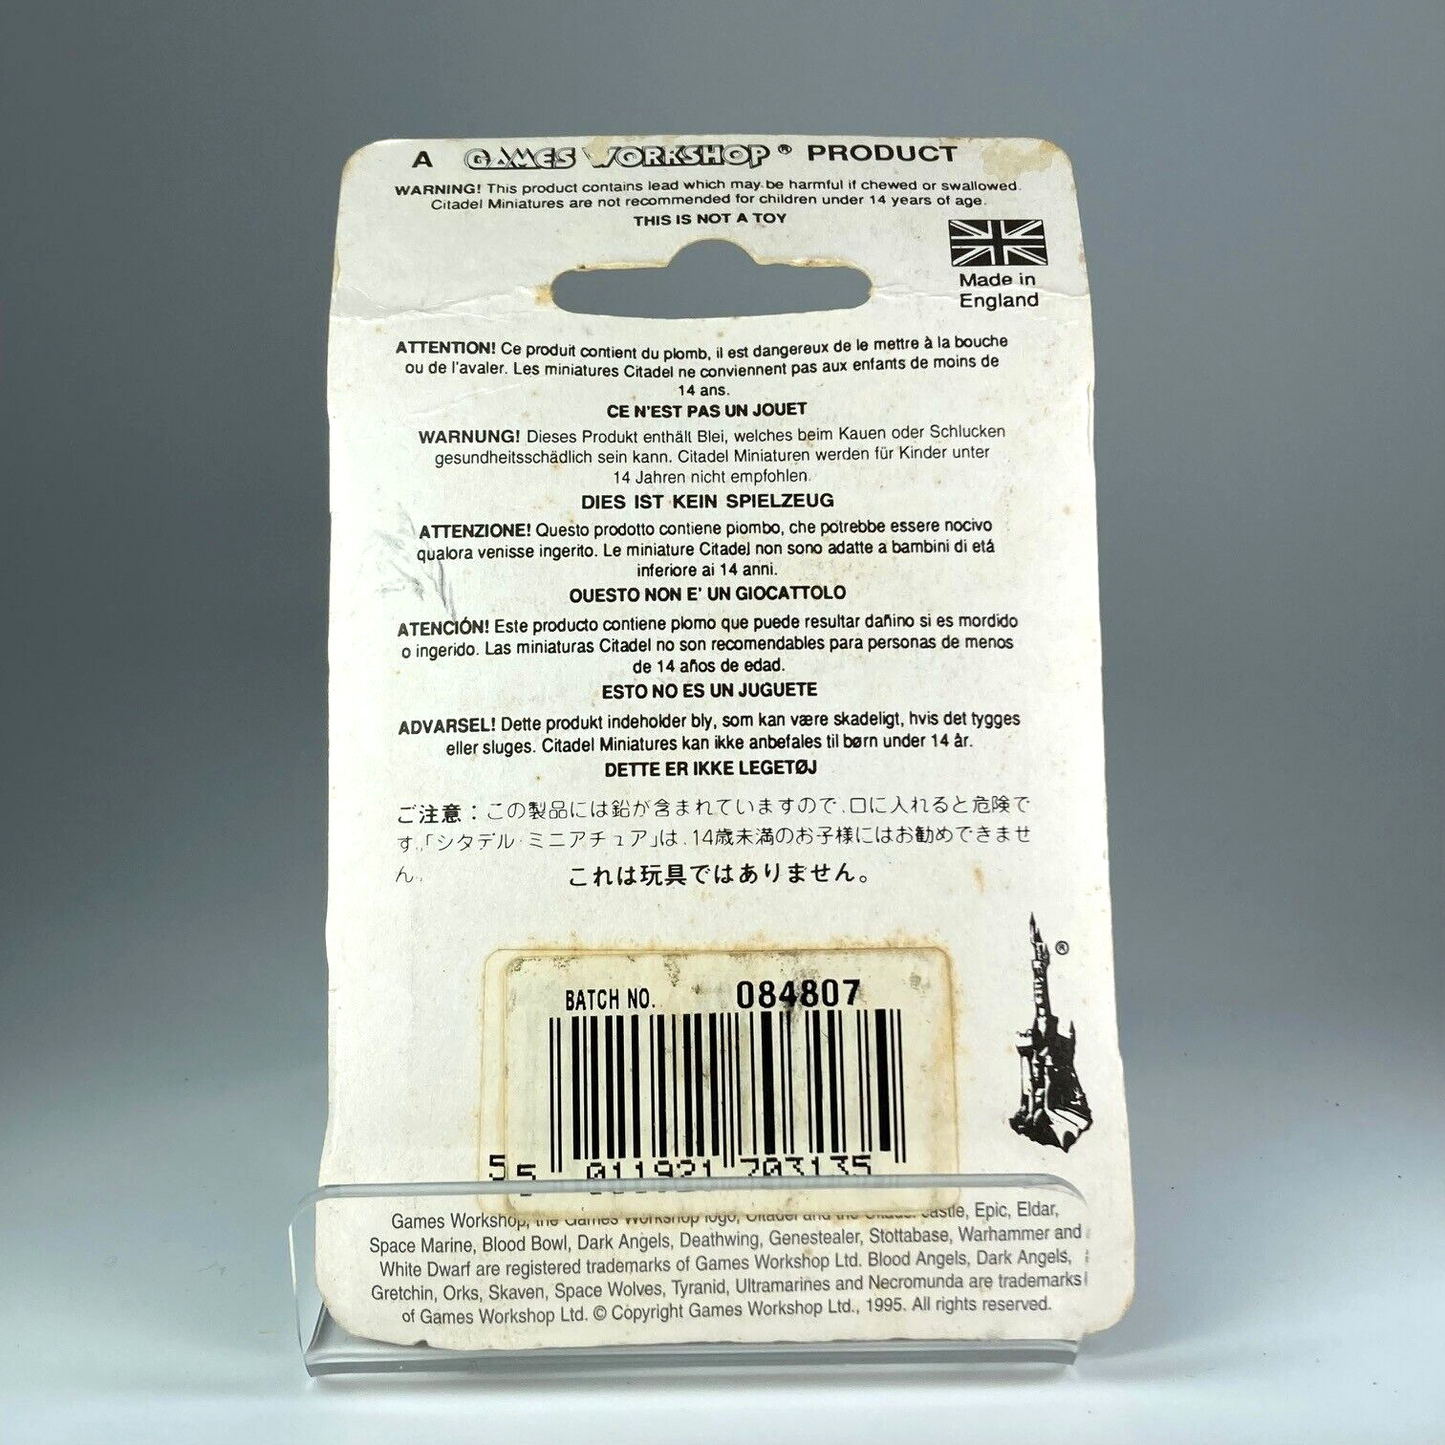 A GAMES WORKSHOP ® PRODUCT
WARNING! This product contains lead which may be harmful if chewed or swallowed.
Citadel Miniatures are not recommended for children under 14 years of age.
THIS IS NOT A TOY
Made in
England
ATTENTION! Ce produit contient du plomb, il est dangereux de le mettre à la bouche
ou de l'avaler. Les miniatures Citadel ne conviennent pas aux enfants de moins de
14 ans.
CE N'EST PAS UN JOUET
WARNUNG! Dieses Produkt enthält Blei, welches beim Kauen oder Schlucken
gesundheitsschädlich sein kann. Citadel Miniaturen werden für Kinder unter
14 Jahren nicht empfohlen.
DIES IST KEIN SPIELZEUG
ATTENZIONE! Questo prodotto contiene piombo, che potrebbe essere nocivo
qualora venisse ingerito. Le miniature Citadel non sono adatte a bambini di etá
inferiore ai 14 anni.
QUESTO NON E' UN GIOCATTOLO
ATENCIÓN! Este producto contiene plomo que puede resultar dañino si es mordido
o ingerido. Las miniaturas Citadel no son recomendables para personas de menos
de 14 años de edad.
ESTO NO ES UN JUGUETE
ADVARSEL! Dette produkt indeholder bly, som kan være skadeligt, hvis det tygges
eller sluges. Citadel Miniatures kan ikke anbefales til børn under 14 år.
DETTE ER IKKE LEGETØJ
ご注意：この製品には鉛が含まれていますので、口に入れると危険で
す。「シタデル・ミニアチュア」は、14歳未満のお子様にはお勧めできませ
ん。 これは玩具ではありません。
®
BATCH NO. 084807
5 5 011921 703135
Games Workshop, the Games Workshop logo, Citadel and the Citadel castle, Epic, Eldar,
Space Marine, Blood Bowl, Dark Angels, Deathwing, Genestealer, Stottabase, Warhammer and
White Dwarf are registered trademarks of Games Workshop Ltd. Blood Angels, Dark Angels,
Gretchin, Orks, Skaven, Space Wolves, Tyranid, Ultramarines and Necromunda are trademarks
of Games Workshop Ltd. © Copyright Games Workshop Ltd., 1995. All rights reserved.